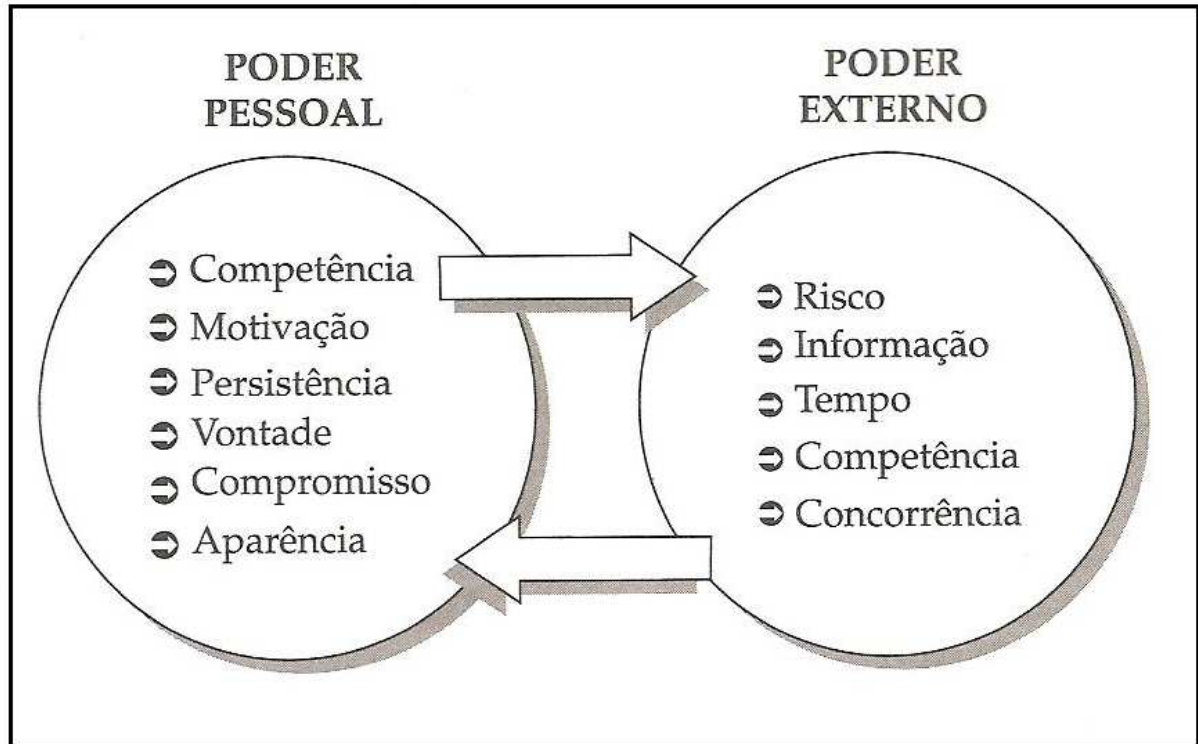 PODER
PESSOAL
Competência
Motivação
Persistência
Vontade
Compromisso
Aparência
PODER
EXTERNO
Risco
Informação
Tempo
Competência
Concorrência